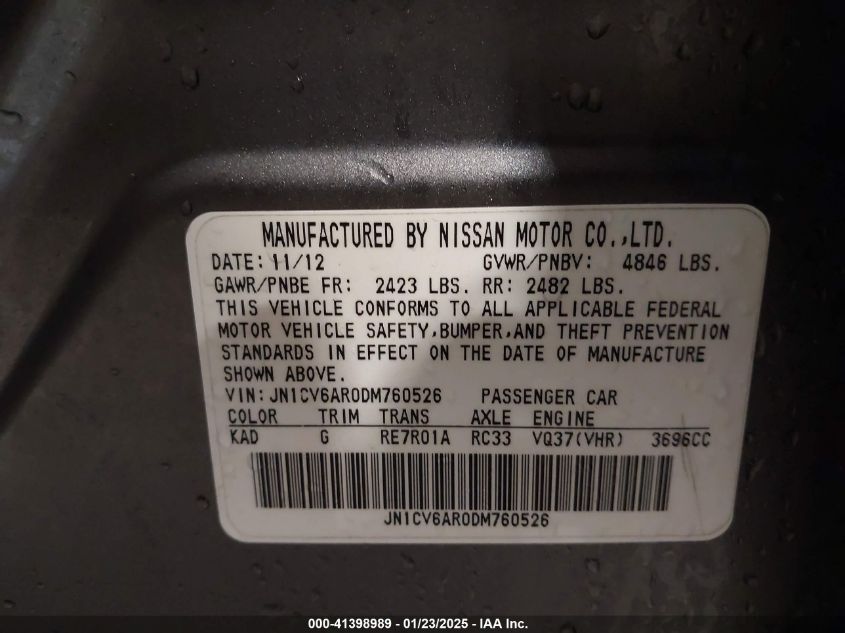 MANUFACTURED BY NISSAN MOTOR CO.,LTD.
DATE: 11/12 GVWR/PNBV: 4846 LBS.
GAWR/PNBE FR: 2423 LBS. RR: 2482 LBS.
THIS VEHICLE CONFORMS TO ALL APPLICABLE FEDERAL
MOTOR VEHICLE SAFETY,BUMPER,AND THEFT PREVENTION
STANDARDS IN EFFECT ON THE DATE OF MANUFACTURE
SHOWN ABOVE.
VIN: JN1CV6AR0DM760526 PASSENGER CAR
COLOR TRIM TRANS AXLE ENGINE
KAD G RE7R01A RC33 VQ37(VHR) 3696CC
JN1CV6AR0DM760526
000-41398989 - 01/23/2025 - IAA Inc.